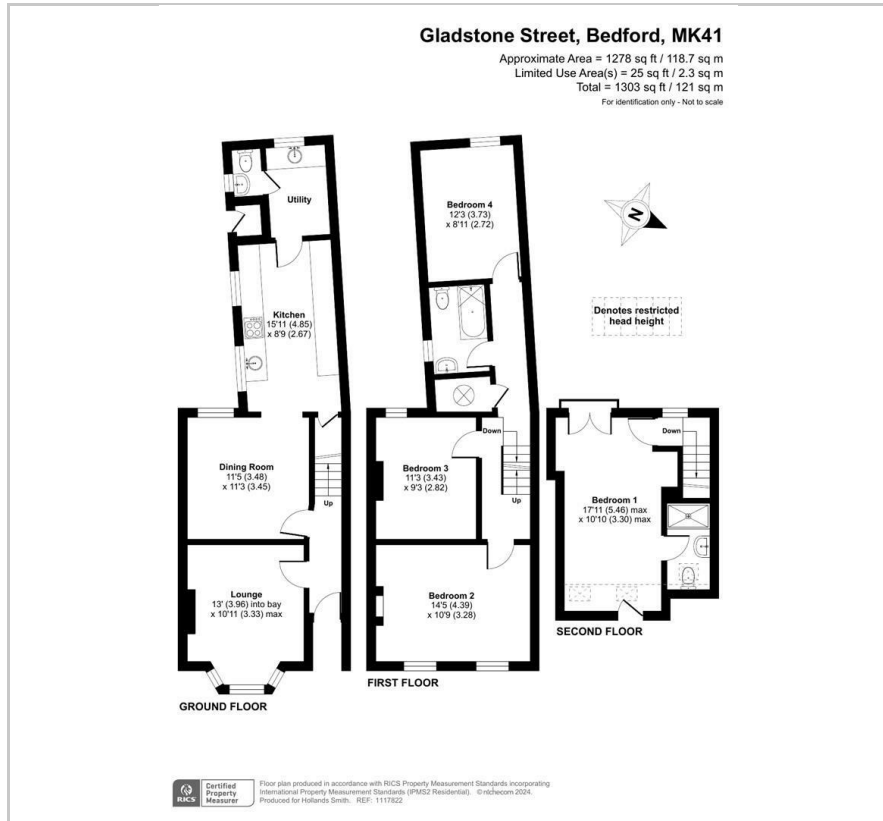 Gladstone Street, Bedford, MK41
Approximate Area = 1278 sq ft / 118.7 sq m
Limited Use Area(s) = 25 sq ft / 2.3 sq m
Total = 1303 sq ft / 121 sq m
For identification only - Not to scale
Utility
Kitchen
15'11 (4.85)
x 8'9 (2.67)
Dining Room
11'5 (3.48)
x 11'3 (3.45)
Up
Lounge
13' (3.96) into bay
x 10'11 (3.33) max
GROUND FLOOR
Bedroom 4
12'3 (3.73)
x 8'11 (2.72)
Down
Bedroom 3
11'3 (3.43)
x 9'3 (2.82)
Up
Bedroom 2
14'5 (4.39)
x 10'9 (3.28)
FIRST FLOOR
N
Denotes restricted
head height
Down
Bedroom 1
17'11 (5.46) max
x 10'10 (3.30) max
SECOND FLOOR
RICS
Certified
Property
Measurer
Floor plan produced in accordance with RICS Property Measurement Standards incorporating
International Property Measurement Standards (IPMS2 Residential). © nichecom 2024.
Produced for Hollands Smith. REF: 1117822